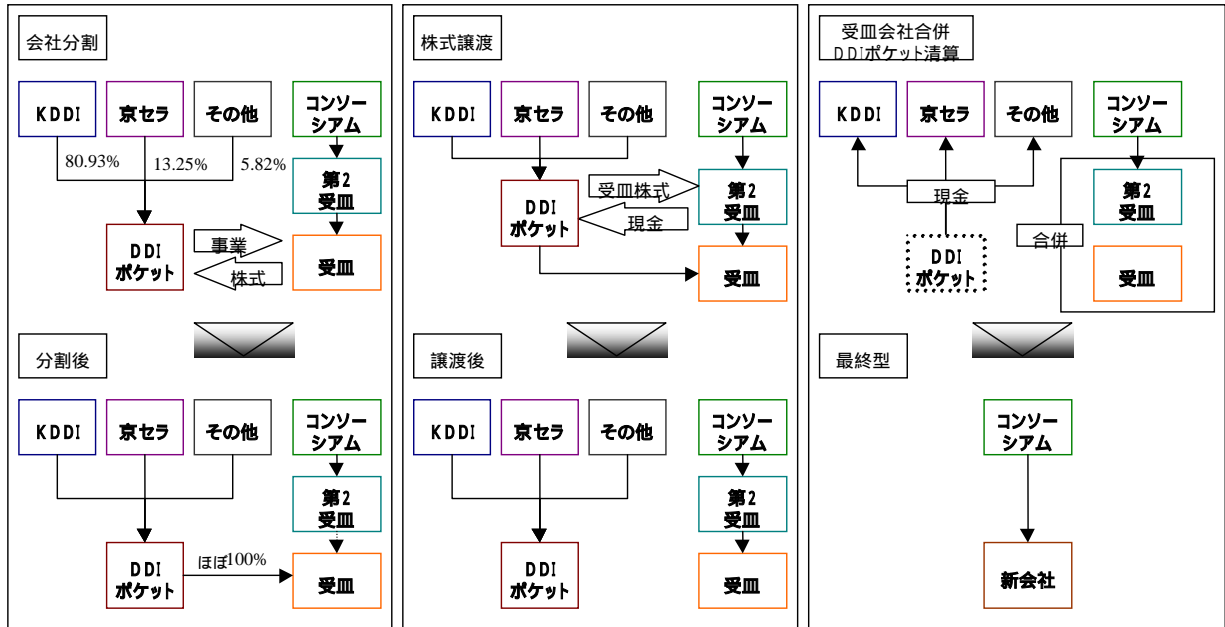 会社分割
KDDI
京セラ
その他
コンソー
シアム
80.93%
13.25%
5.82%
第2
受皿
DDI
ポケット
事業
株式
受皿
分割後
KDDI
京セラ
その他
コンソー
シアム
第2
受皿
DDI
ポケット
ほぼ100%
受皿
株式譲渡
KDDI
京セラ
その他
コンソー
シアム
DDI
ポケット
受皿株式
現金
第2
受皿
受皿
譲渡後
KDDI
京セラ
その他
コンソー
シアム
第2
受皿
DDI
ポケット
受皿
受皿会社合併
DDIポケット清算
KDDI
京セラ
その他
コンソー
シアム
現金
第2
受皿
合併
DDI
ポケット
受皿
最終型
コンソー
シアム
新会社